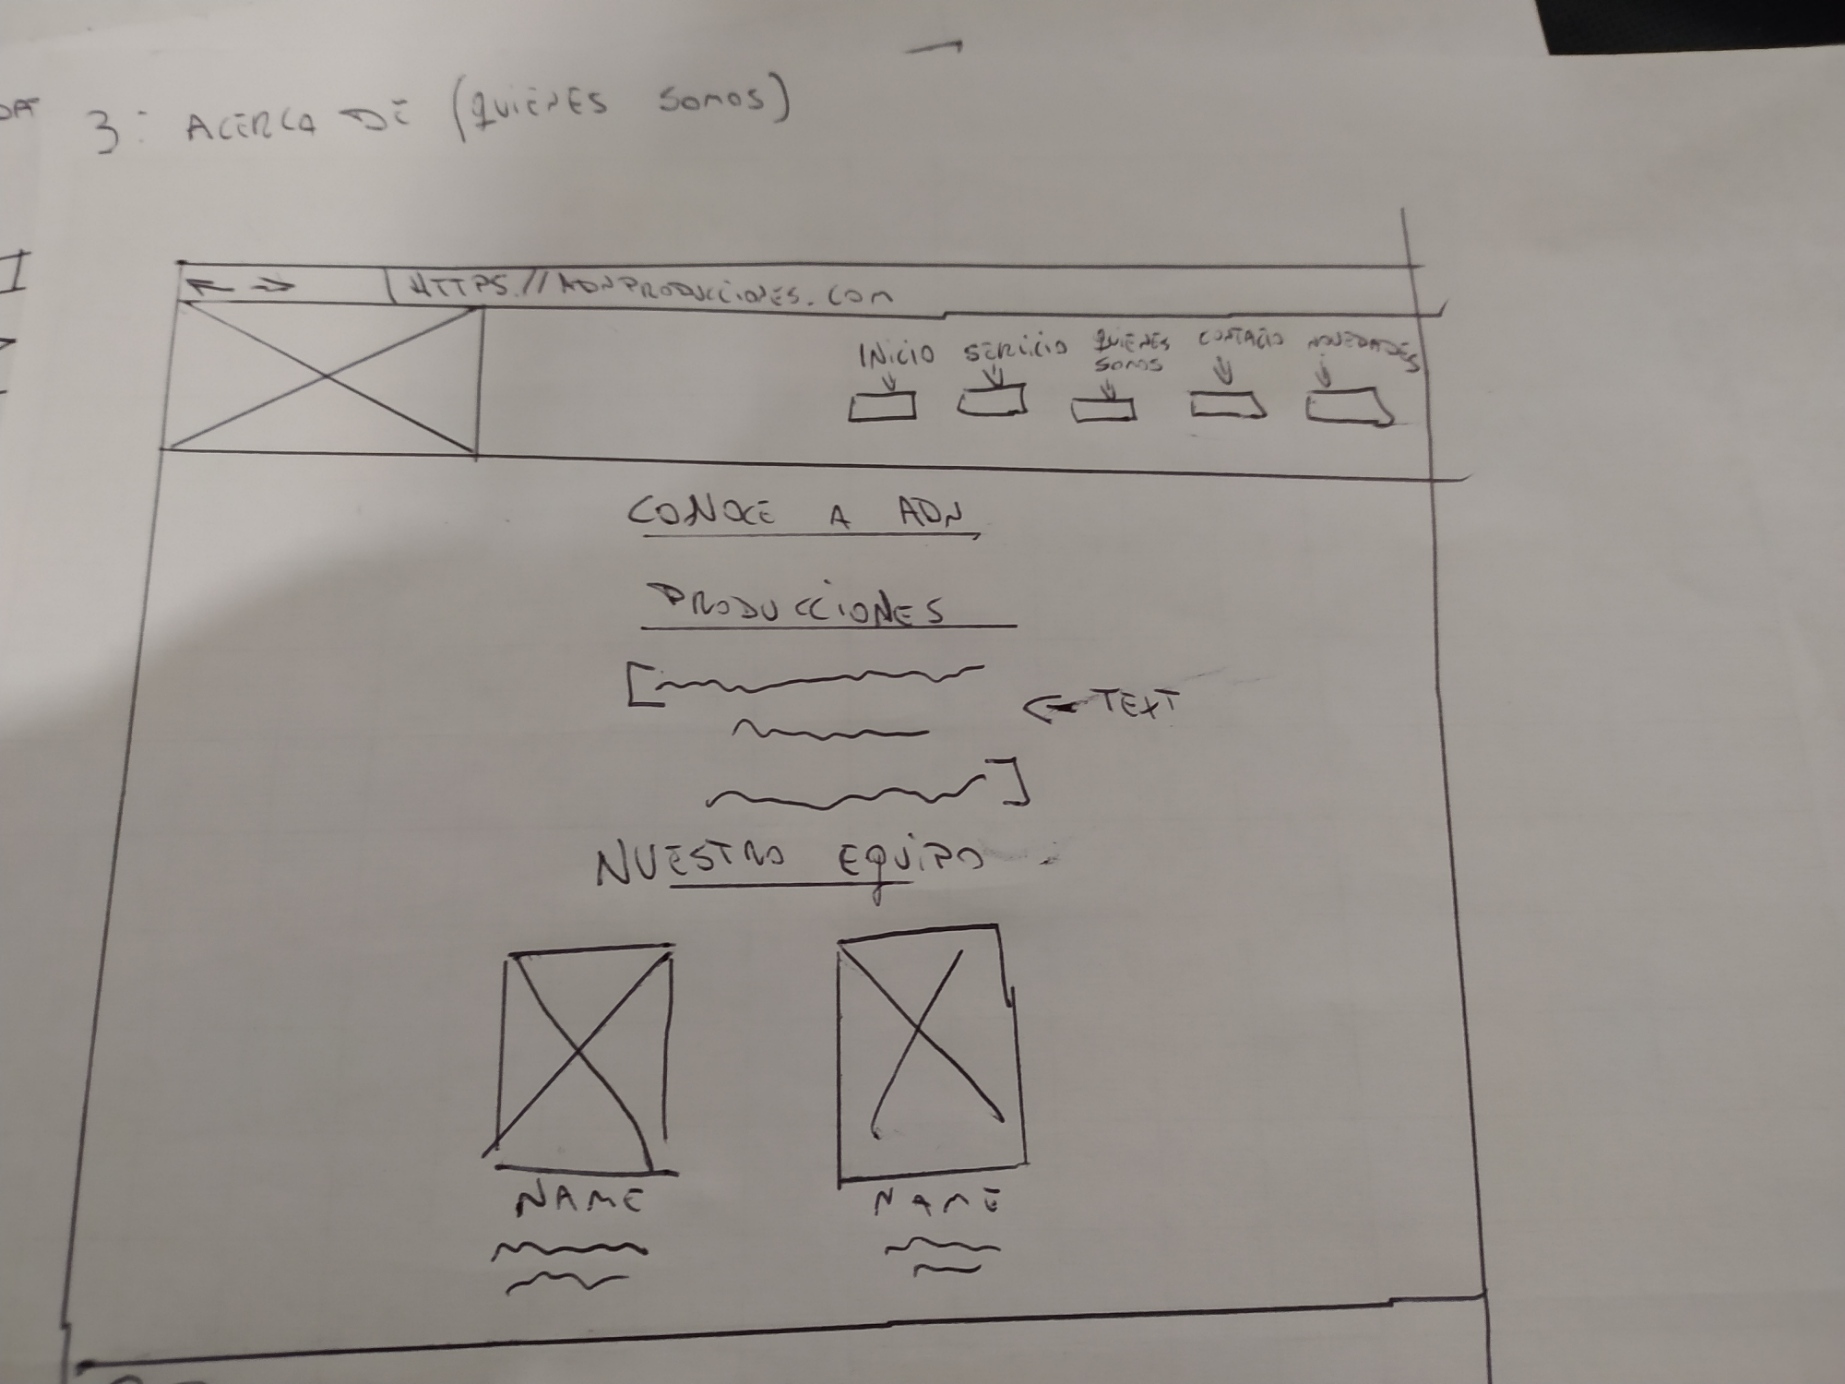 3: ACERCA DE (QUIENES SOMOS)
HTTPS://ADNPRODUCCIONES.COM
INICIO SERVICIO QUIENES SOMOS CONTACTO NOVEDADES
CONOCE A ADN
PRODUCCIONES
TEXT
NUESTRO EQUIPO
NAME NAME